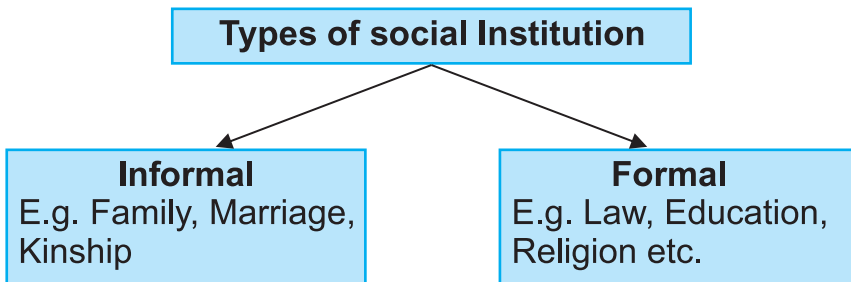 Types of social Institution
Informal
E.g. Family, Marriage,
Kinship
Formal
E.g. Law, Education,
Religion etc.